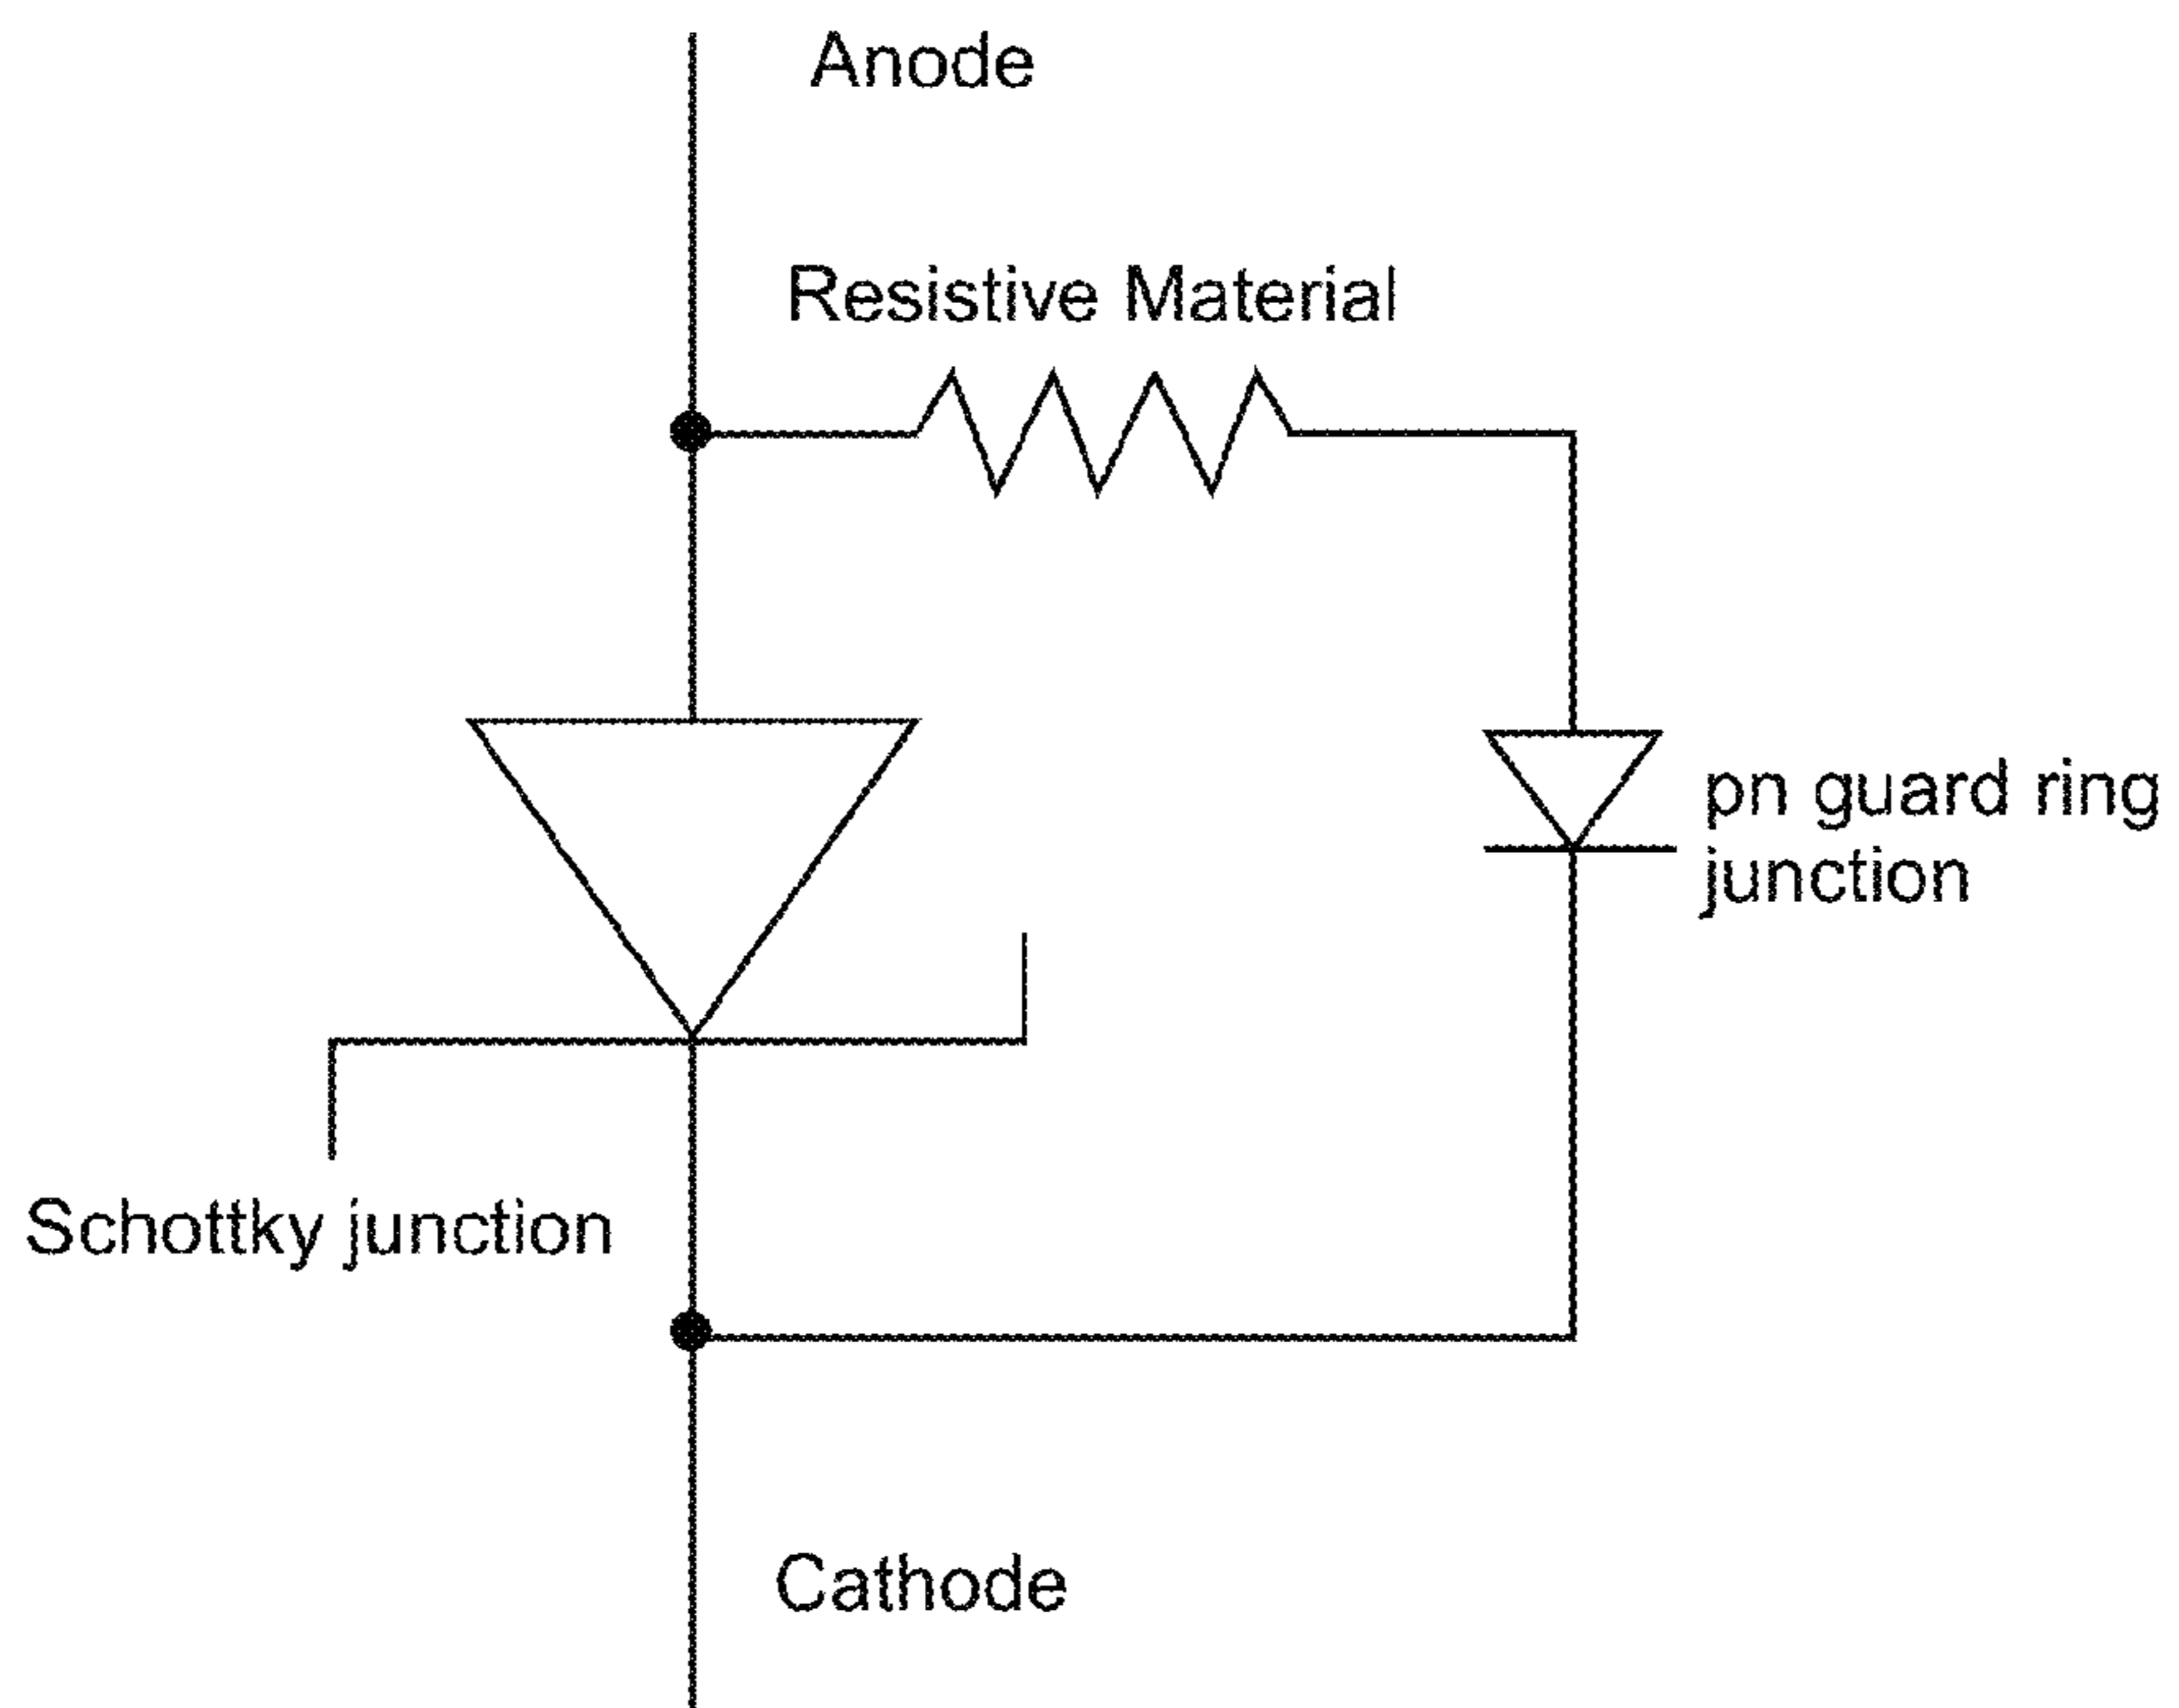 Anode
Resistive Material
pn guard ring
junction
Schottky junction
Cathode